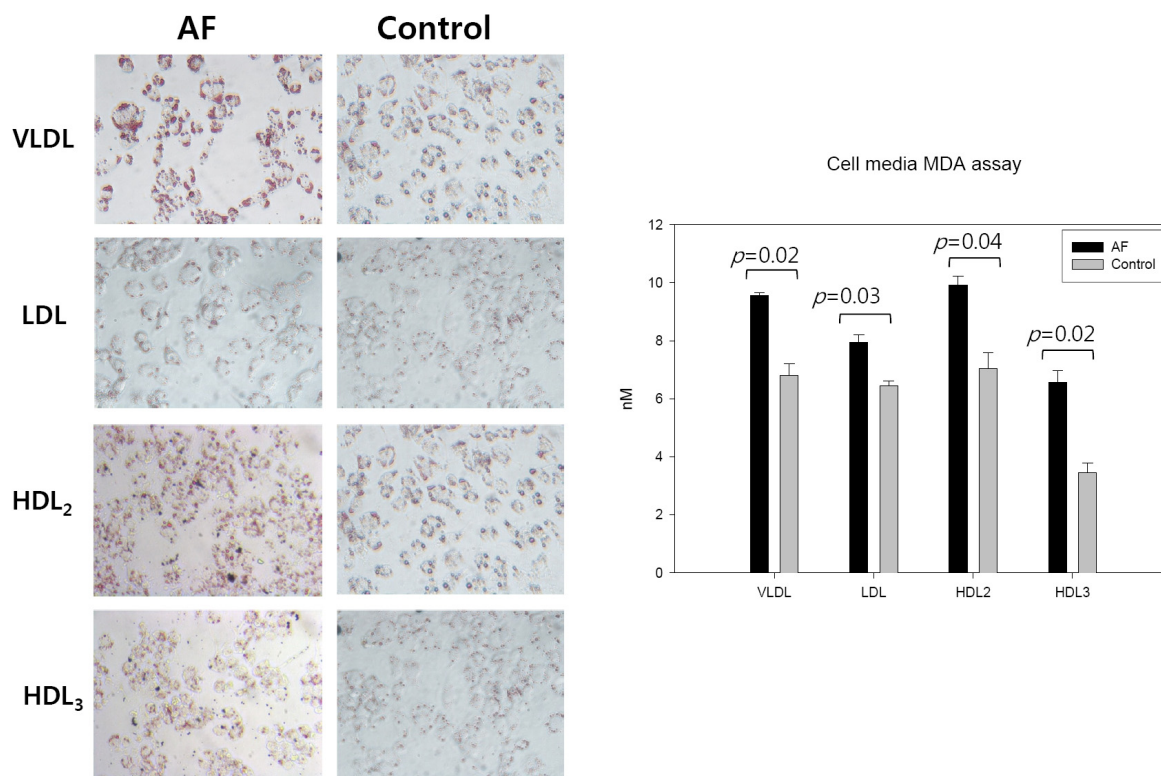 AF Control
VLDL
LDL
HDL₂
HDL₃
Cell media MDA assay
nM
12
10
8
6
4
2
0
p=0.02
p=0.03
p=0.04
p=0.02
AF
Control
VLDL LDL HDL2 HDL3